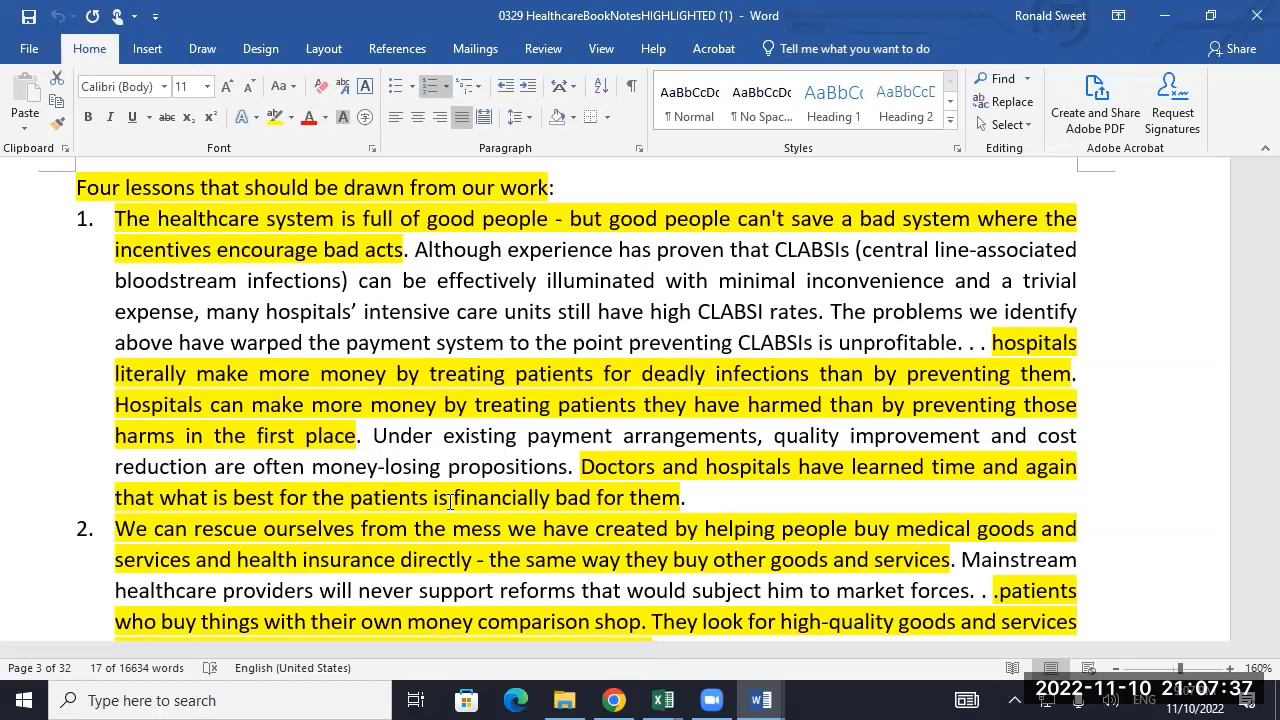 0329 HealthcareBookNotesHIGHLIGHTED (1) - Word
Ronald Sweet
File Home Insert Draw Design Layout References Mailings Review View Help Acrobat Tell me what you want to do Share
Paste
Clipboard
Calibri (Body) 11
Font
Paragraph
AaBbCcDc AaBbCcDc AaBbCc AaBbCcD
¶ Normal ¶ No Spac... Heading 1 Heading 2
Styles
Find
Replace
Select
Editing
Create and Share Adobe PDF
Request Signatures
Adobe Acrobat
Four lessons that should be drawn from our work:
1. The healthcare system is full of good people - but good people can't save a bad system where the
incentives encourage bad acts. Although experience has proven that CLABSIs (central line-associated
bloodstream infections) can be effectively illuminated with minimal inconvenience and a trivial
expense, many hospitals’ intensive care units still have high CLABSI rates. The problems we identify
above have warped the payment system to the point preventing CLABSIs is unprofitable. . . hospitals
literally make more money by treating patients for deadly infections than by preventing them.
Hospitals can make more money by treating patients they have harmed than by preventing those
harms in the first place. Under existing payment arrangements, quality improvement and cost
reduction are often money-losing propositions. Doctors and hospitals have learned time and again
that what is best for the patients is financially bad for them.
2. We can rescue ourselves from the mess we have created by helping people buy medical goods and
services and health insurance directly - the same way they buy other goods and services. Mainstream
healthcare providers will never support reforms that would subject him to market forces. . .patients
who buy things with their own money comparison shop. They look for high-quality goods and services
Page 3 of 32 17 of 16634 words English (United States) 160%
Type here to search
2022-11-10 21:07:37
ENG
11/10/2022